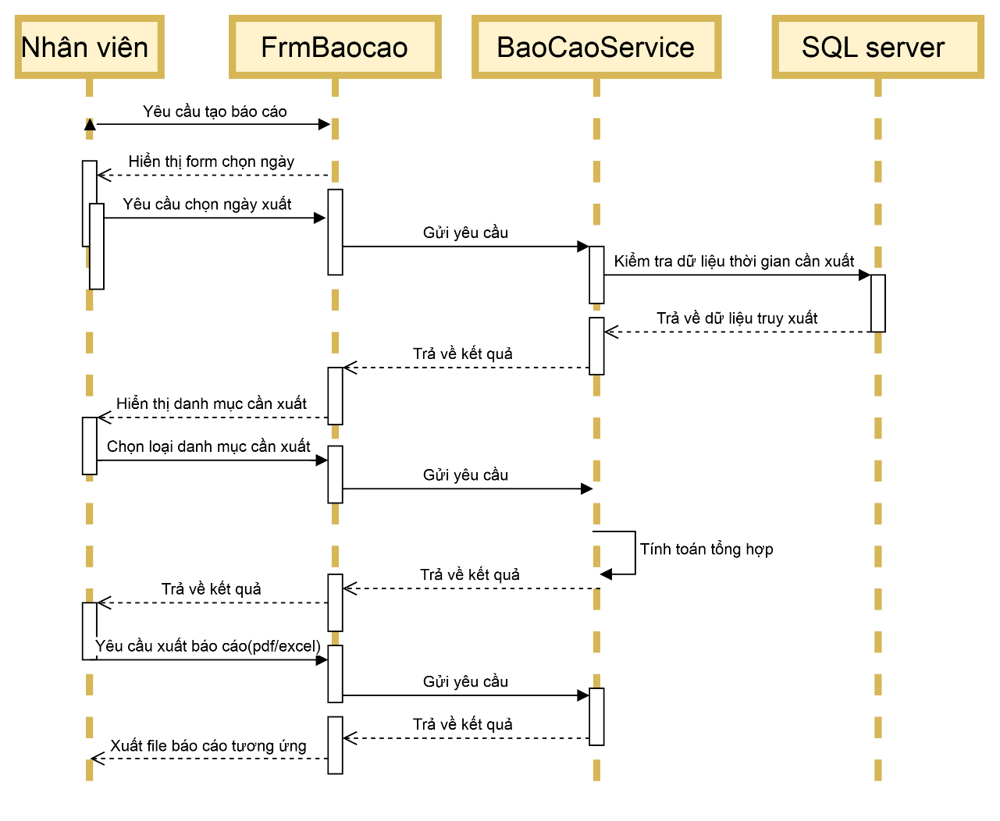 Nhân viên
FrmBaocao
BaoCaoService
SQL server
Yêu cầu tạo báo cáo
Hiển thị form chọn ngày
Yêu cầu chọn ngày xuất
Gửi yêu cầu
Kiểm tra dữ liệu thời gian cần xuất
Trả về dữ liệu truy xuất
Trả về kết quả
Hiển thị danh mục cần xuất
Chọn loại danh mục cần xuất
Gửi yêu cầu
Tính toán tổng hợp
Trả về kết quả
Trả về kết quả
Yêu cầu xuất báo cáo(pdf/excel)
Gửi yêu cầu
Trả về kết quả
Xuất file báo cáo tương ứng